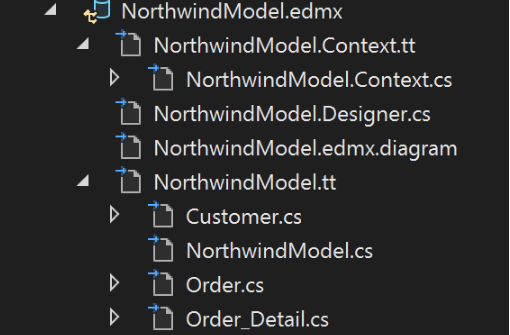 NorthwindModel.edmx
NorthwindModel.Context.tt
NorthwindModel.Context.cs
NorthwindModel.Designer.cs
NorthwindModel.edmx.diagram
NorthwindModel.tt
Customer.cs
NorthwindModel.cs
Order.cs
Order_Detail.cs